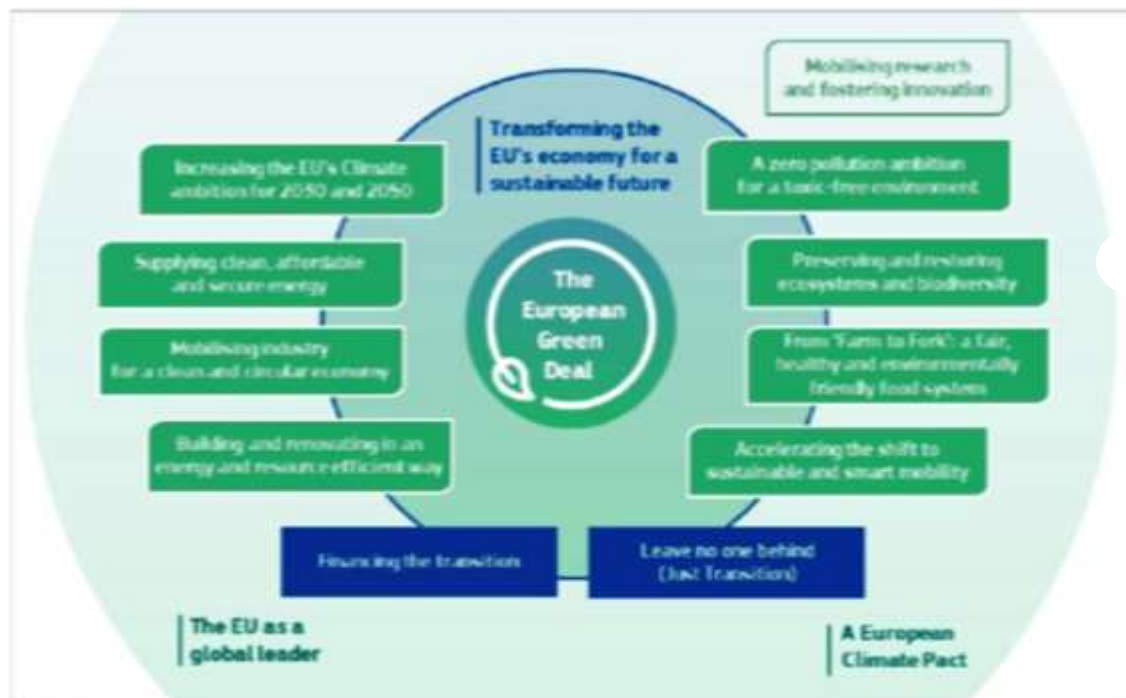 Mobilising research
and fostering innovation
Transforming the
EU's economy for a
sustainable future
Increasing the EU's Climate
ambition for 2030 and 2050
A zero pollution ambition
for a toxic-free environment
Supplying clean, affordable
and secure energy
Preserving and restoring
ecosystems and biodiversity
The
European
Green
Deal
Mobilising industry
for a clean and circular economy
From 'Farm to Fork': a fair,
healthy and environmentally
friendly food system
Building and renovating in an
energy and resource efficient way
Accelerating the shift to
sustainable and smart mobility
Financing the transition
Leave no one behind
(Just Transition)
The EU as a
global leader
A European
Climate Pact